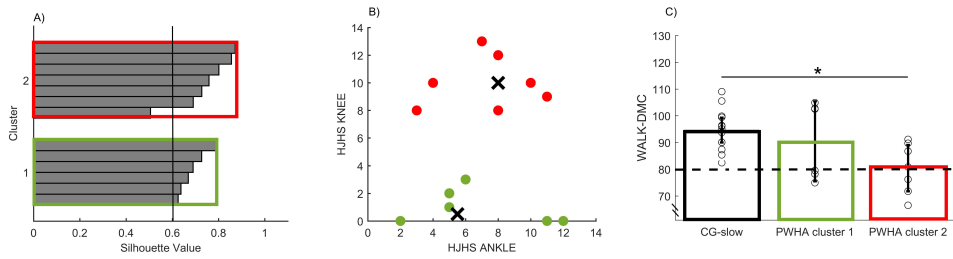 A)
Cluster
2
1
0 0.2 0.4 0.6 0.8 1
Silhouette Value
B)
HJHS KNEE
14
12
10
8
6
4
2
0
0 2 4 6 8 10 12 14
HJHS ANKLE
C)
WALK-DMC
130
120
110
100
90
80
70
*
CG-slow PWHA cluster 1 PWHA cluster 2